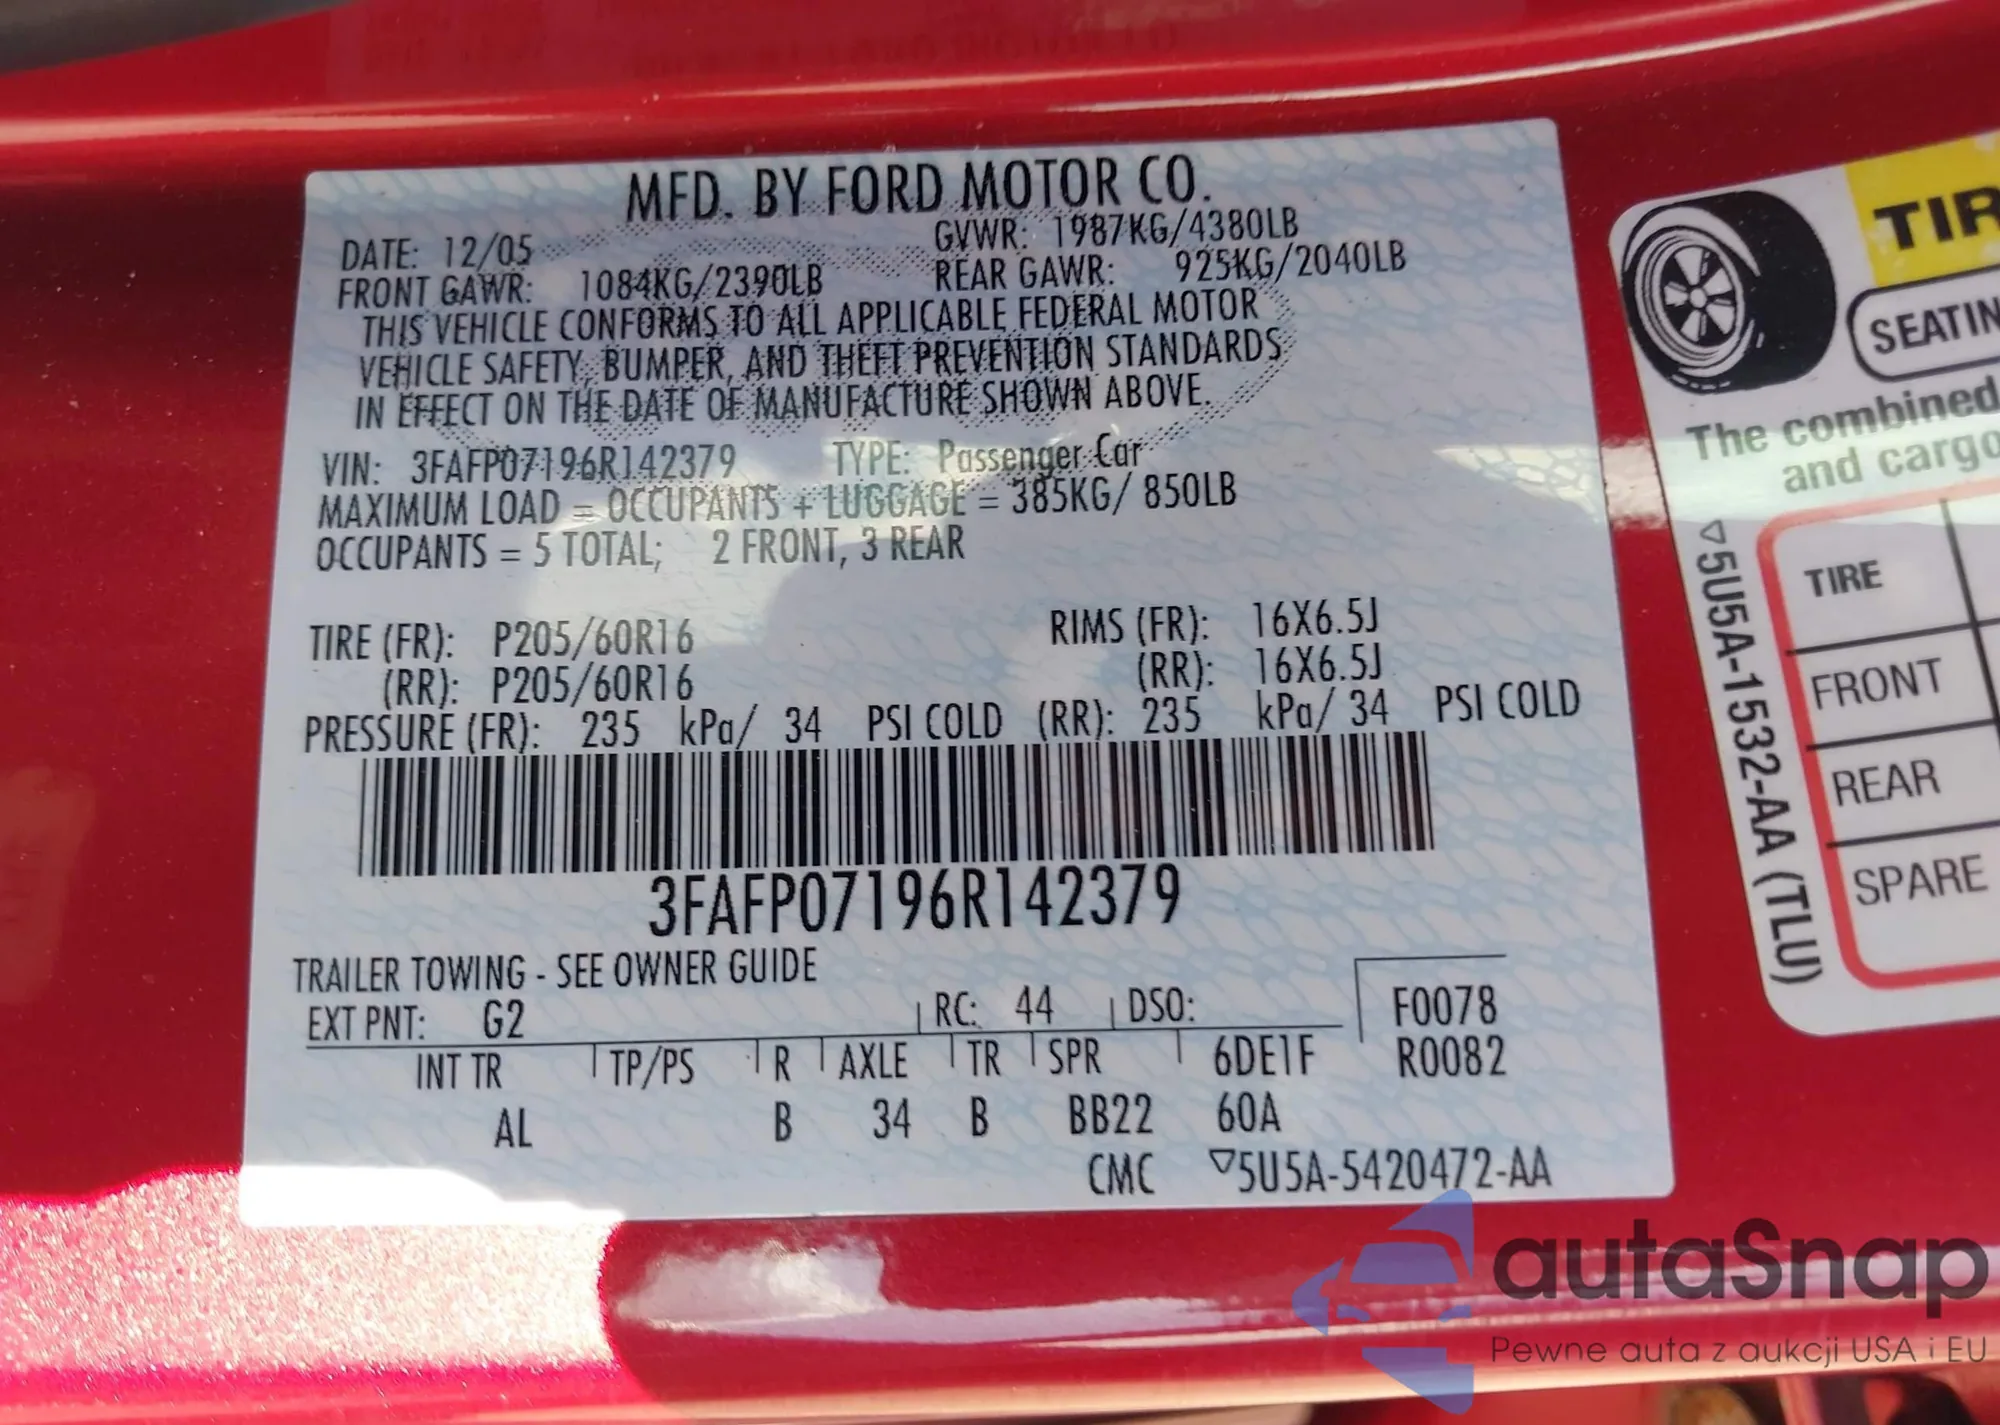 MFD. BY FORD MOTOR CO.
DATE: 12/05 GVWR: 1987KG/4380LB
FRONT GAWR: 1084KG/2390LB REAR GAWR: 925KG/2040LB
THIS VEHICLE CONFORMS TO ALL APPLICABLE FEDERAL MOTOR
VEHICLE SAFETY, BUMPER, AND THEFT PREVENTION STANDARDS
IN EFFECT ON THE DATE OF MANUFACTURE SHOWN ABOVE.
VIN: 3FAFP07196R142379 TYPE: Passenger Car
MAXIMUM LOAD = OCCUPANTS + LUGGAGE = 385KG/ 850LB
OCCUPANTS = 5 TOTAL; 2 FRONT, 3 REAR
TIRE (FR): P205/60R16 RIMS (FR): 16X6.5J
(RR): P205/60R16 (RR): 16X6.5J
PRESSURE (FR): 235 kPa/ 34 PSI COLD (RR): 235 kPa/ 34 PSI COLD
3FAFP07196R142379
TRAILER TOWING - SEE OWNER GUIDE
EXT PNT: G2 RC: 44 DSO: F0078
INT TR TP/PS R AXLE TR SPR 6DE1F R0082
AL B 34 B BB22 60A
CMC ▽5U5A-5420472-AA
TIR
SEATIN
The combined
and cargo
▽5U5A-1532-AA (TLU)
TIRE
FRONT
REAR
SPARE
autaSnap
Pewne auta z aukcji USA i EU